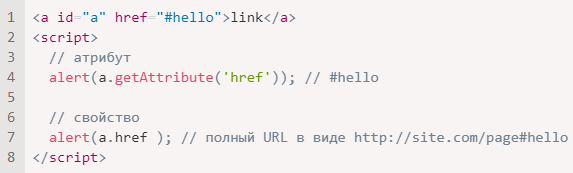 1 <a id="a" href="#hello">link</a>
2 <script>
3   // атрибут
4   alert(a.getAttribute('href')); // #hello
5
6   // свойство
7   alert(a.href ); // полный URL в виде http://site.com/page#hello
8 </script>